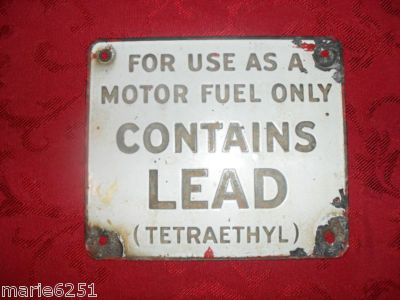 FOR USE AS A
MOTOR FUEL ONLY
CONTAINS
LEAD
(TETRAETHYL)
marie6251